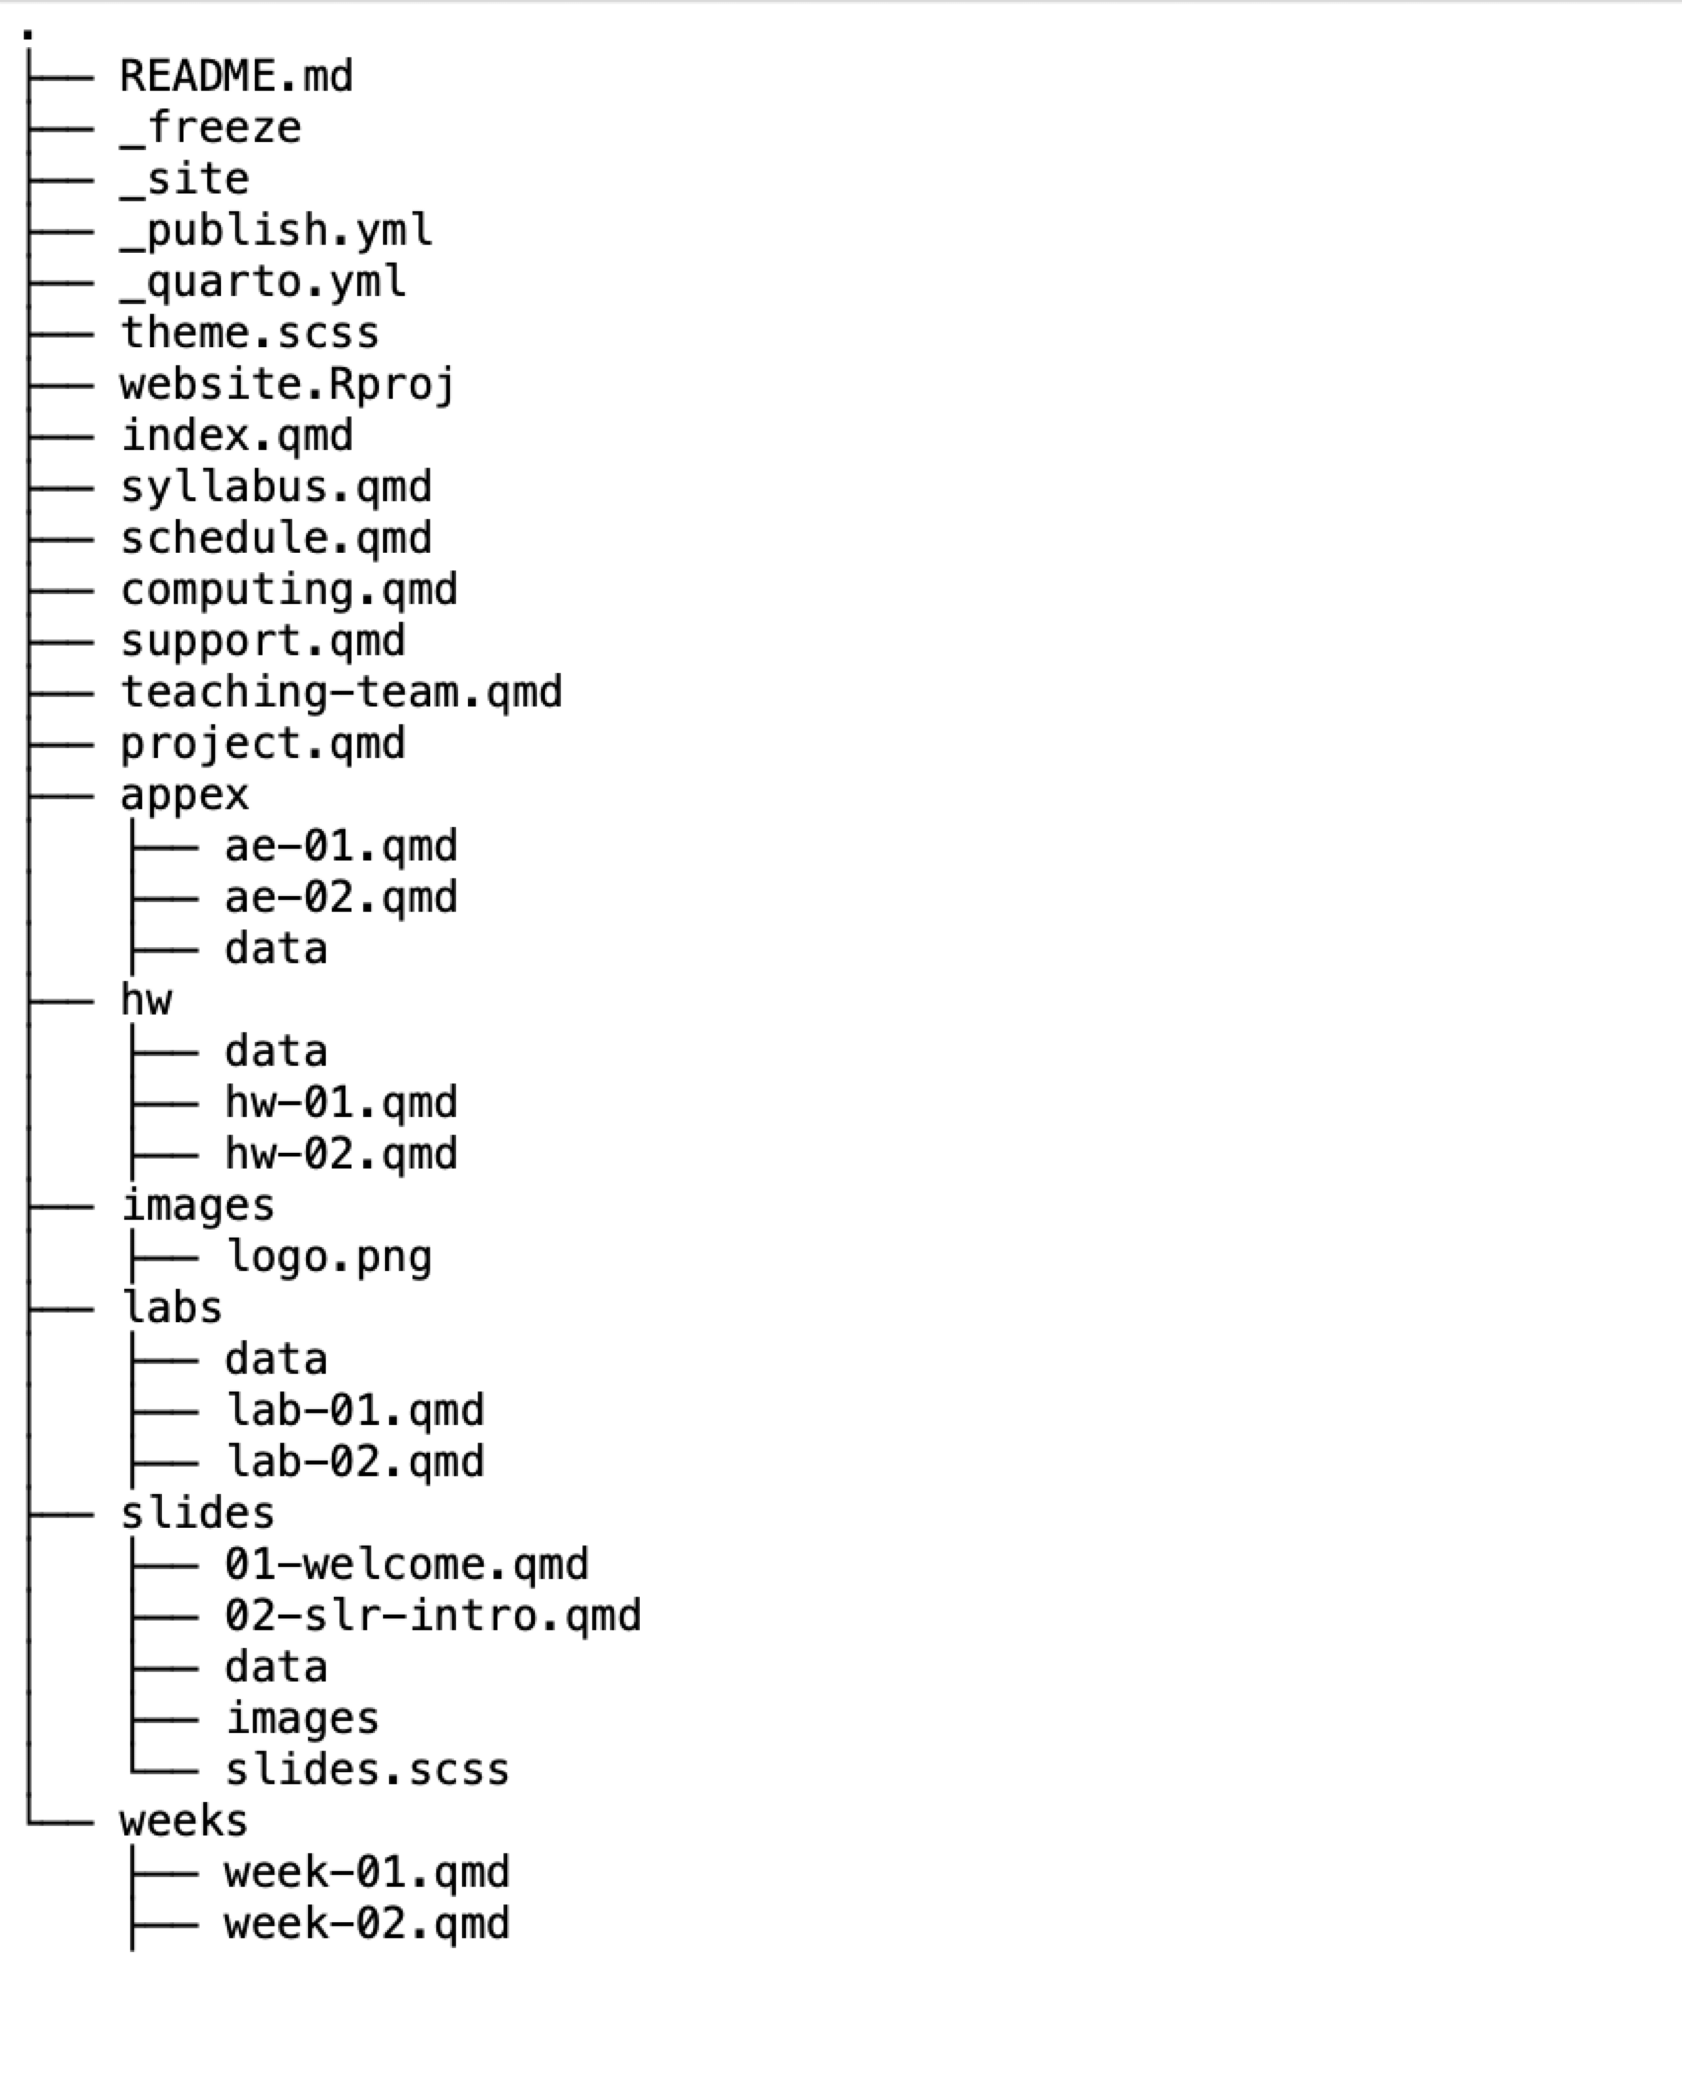 .
├── README.md
├── _freeze
├── _site
├── _publish.yml
├── _quarto.yml
├── theme.scss
├── website.Rproj
├── index.qmd
├── syllabus.qmd
├── schedule.qmd
├── computing.qmd
├── support.qmd
├── teaching-team.qmd
├── project.qmd
├── appex
│   ├── ae-01.qmd
│   ├── ae-02.qmd
│   ├── data
├── hw
│   ├── data
│   ├── hw-01.qmd
│   ├── hw-02.qmd
├── images
│   ├── logo.png
├── labs
│   ├── data
│   ├── lab-01.qmd
│   ├── lab-02.qmd
├── slides
│   ├── 01-welcome.qmd
│   ├── 02-slr-intro.qmd
│   ├── data
│   ├── images
│   └── slides.scss
└── weeks
    ├── week-01.qmd
    ├── week-02.qmd